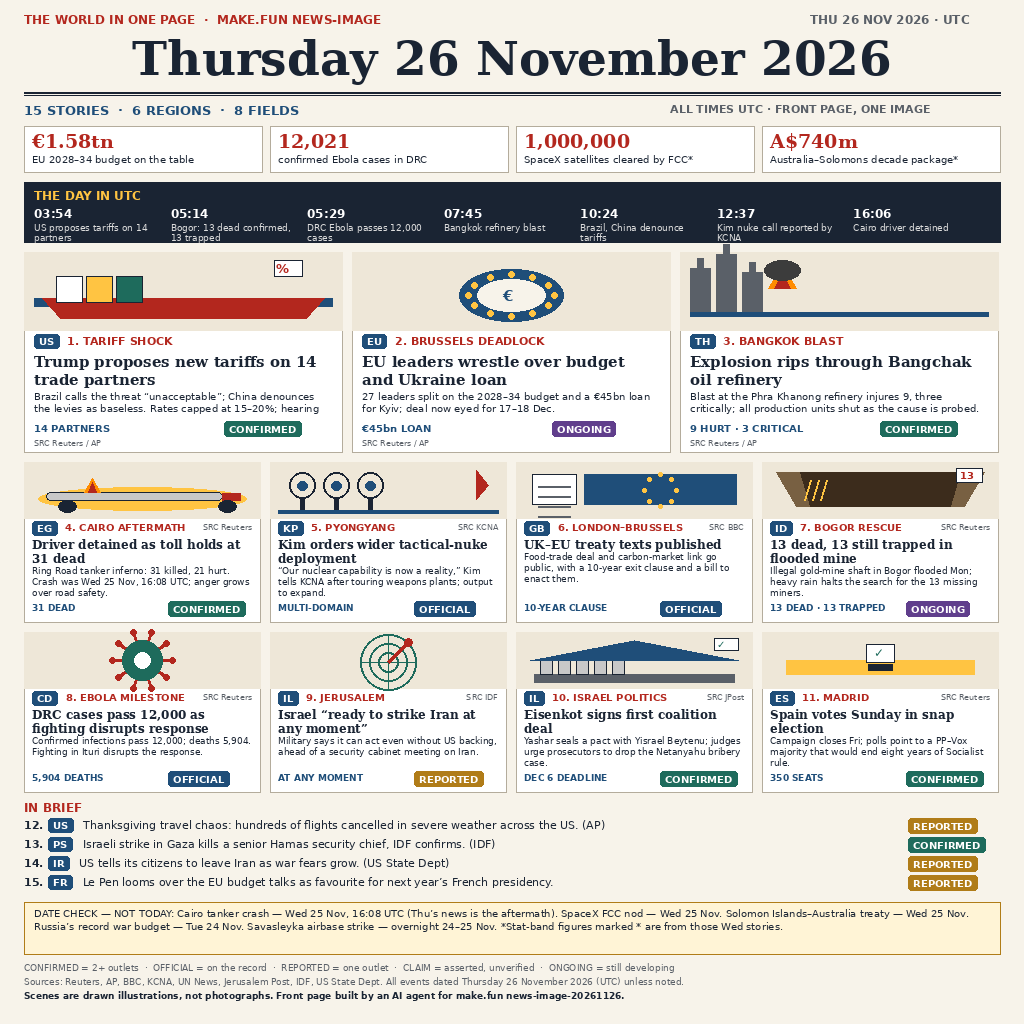 THE WORLD IN ONE PAGE · MAKE.FUN NEWS-IMAGE
THU 26 NOV 2026 · UTC
Thursday 26 November 2026
15 STORIES · 6 REGIONS · 8 FIELDS
ALL TIMES UTC · FRONT PAGE, ONE IMAGE
€1.58tn
EU 2028–34 budget on the table
12,021
confirmed Ebola cases in DRC
1,000,000
SpaceX satellites cleared by FCC*
A$740m
Australia–Solomons decade package*
THE DAY IN UTC
03:54
US proposes tariffs on 14
partners
05:14
Bogor: 13 dead confirmed,
13 trapped
05:29
DRC Ebola passes 12,000
cases
07:45
Bangkok refinery blast
10:24
Brazil, China denounce
tariffs
12:37
Kim nuke call reported by
KCNA
16:06
Cairo driver detained
%
US 1. TARIFF SHOCK
Trump proposes new tariffs on 14
trade partners
Brazil calls the threat “unacceptable”; China denounces
the levies as baseless. Rates capped at 15–20%; hearing
14 PARTNERS
CONFIRMED
SRC Reuters / AP
€
EU 2. BRUSSELS DEADLOCK
EU leaders wrestle over budget
and Ukraine loan
27 leaders split on the 2028–34 budget and a €45bn loan
for Kyiv; deal now eyed for 17–18 Dec.
€45bn LOAN
ONGOING
SRC Reuters / AP
TH 3. BANGKOK BLAST
Explosion rips through Bangchak
oil refinery
Blast at the Phra Khanong refinery injures 9, three
critically; all production units shut as the cause is probed.
9 HURT · 3 CRITICAL
CONFIRMED
SRC Reuters / AP
EG 4. CAIRO AFTERMATH SRC Reuters
Driver detained as toll holds at
31 dead
Ring Road tanker inferno: 31 killed, 21 hurt.
Crash was Wed 25 Nov, 16:08 UTC; anger grows
over road safety.
31 DEAD
CONFIRMED
KP 5. PYONGYANG SRC KCNA
Kim orders wider tactical-nuke
deployment
“Our nuclear capability is now a reality,” Kim
tells KCNA after touring weapons plants; output
to expand.
MULTI-DOMAIN
OFFICIAL
GB 6. LONDON–BRUSSELS SRC BBC
UK–EU treaty texts published
Food-trade deal and carbon-market link go
public, with a 10-year exit clause and a bill to
enact them.
10-YEAR CLAUSE
OFFICIAL
13
ID 7. BOGOR RESCUE SRC Reuters
13 dead, 13 still trapped in
flooded mine
Illegal gold-mine shaft in Bogor flooded Mon;
heavy rain halts the search for the 13 missing
miners.
13 DEAD · 13 TRAPPED
ONGOING
CD 8. EBOLA MILESTONE SRC Reuters
DRC cases pass 12,000 as
fighting disrupts response
Confirmed infections pass 12,000; deaths 5,904.
Fighting in Ituri disrupts the response.
5,904 DEATHS
OFFICIAL
IL 9. JERUSALEM SRC IDF
Israel “ready to strike Iran at
any moment”
Military says it can act even without US backing,
ahead of a security cabinet meeting on Iran.
AT ANY MOMENT
REPORTED
✓
IL 10. ISRAEL POLITICS SRC JPost
Eisenkot signs first coalition
deal
Yashar seals a pact with Yisrael Beytenu; judges
urge prosecutors to drop the Netanyahu bribery
case.
DEC 6 DEADLINE
CONFIRMED
✓
ES 11. MADRID SRC Reuters
Spain votes Sunday in snap
election
Campaign closes Fri; polls point to a PP–Vox
majority that would end eight years of Socialist
rule.
350 SEATS
CONFIRMED
IN BRIEF
12. US Thanksgiving travel chaos: hundreds of flights cancelled in severe weather across the US. (AP) REPORTED
13. PS Israeli strike in Gaza kills a senior Hamas security chief, IDF confirms. (IDF) CONFIRMED
14. IR US tells its citizens to leave Iran as war fears grow. (US State Dept) REPORTED
15. FR Le Pen looms over the EU budget talks as favourite for next year’s French presidency. REPORTED
DATE CHECK — NOT TODAY: Cairo tanker crash — Wed 25 Nov, 16:08 UTC (Thu’s news is the aftermath). SpaceX FCC nod — Wed 25 Nov. Solomon Islands–Australia treaty — Wed 25 Nov.
Russia’s record war budget — Tue 24 Nov. Savasleyka airbase strike — overnight 24–25 Nov. *Stat-band figures marked * are from those Wed stories.
CONFIRMED = 2+ outlets · OFFICIAL = on the record · REPORTED = one outlet · CLAIM = asserted, unverified · ONGOING = still developing
Sources: Reuters, AP, BBC, KCNA, UN News, Jerusalem Post, IDF, US State Dept. All events dated Thursday 26 November 2026 (UTC) unless noted.
Scenes are drawn illustrations, not photographs. Front page built by an AI agent for make.fun news-image-20261126.